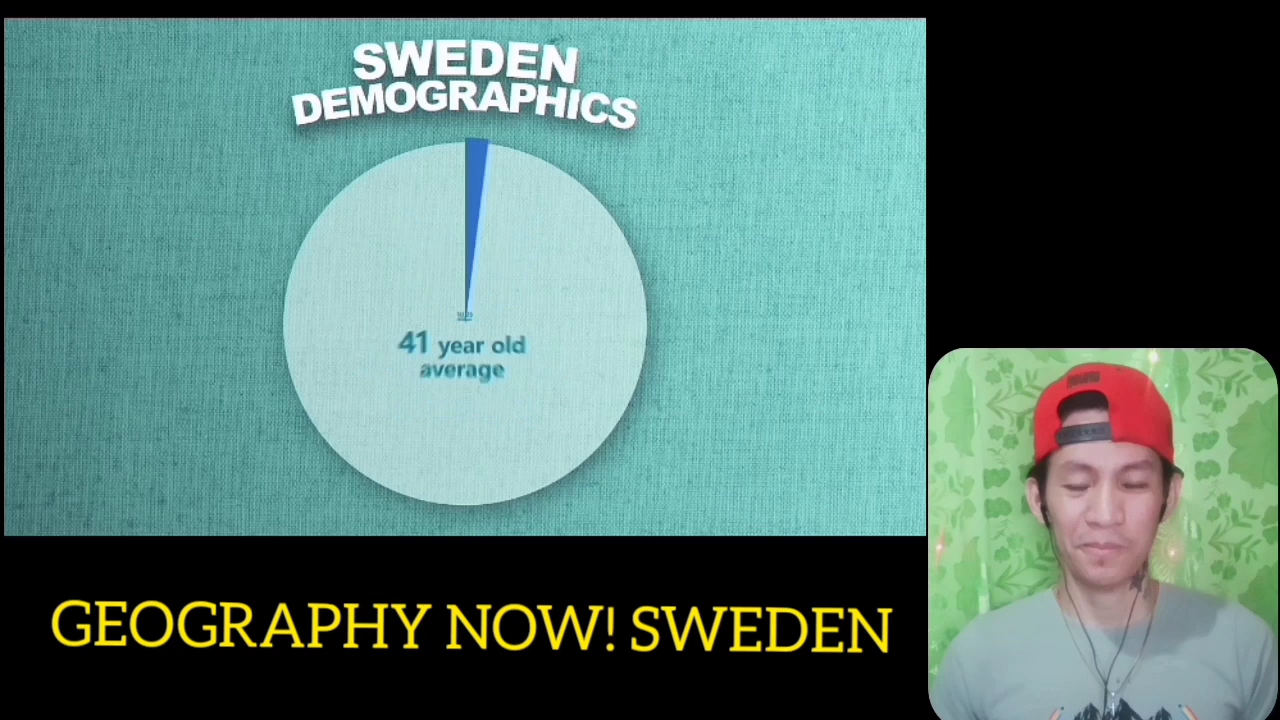 SWEDEN
DEMOGRAPHICS
41 year old
average
GEOGRAPHY NOW! SWEDEN